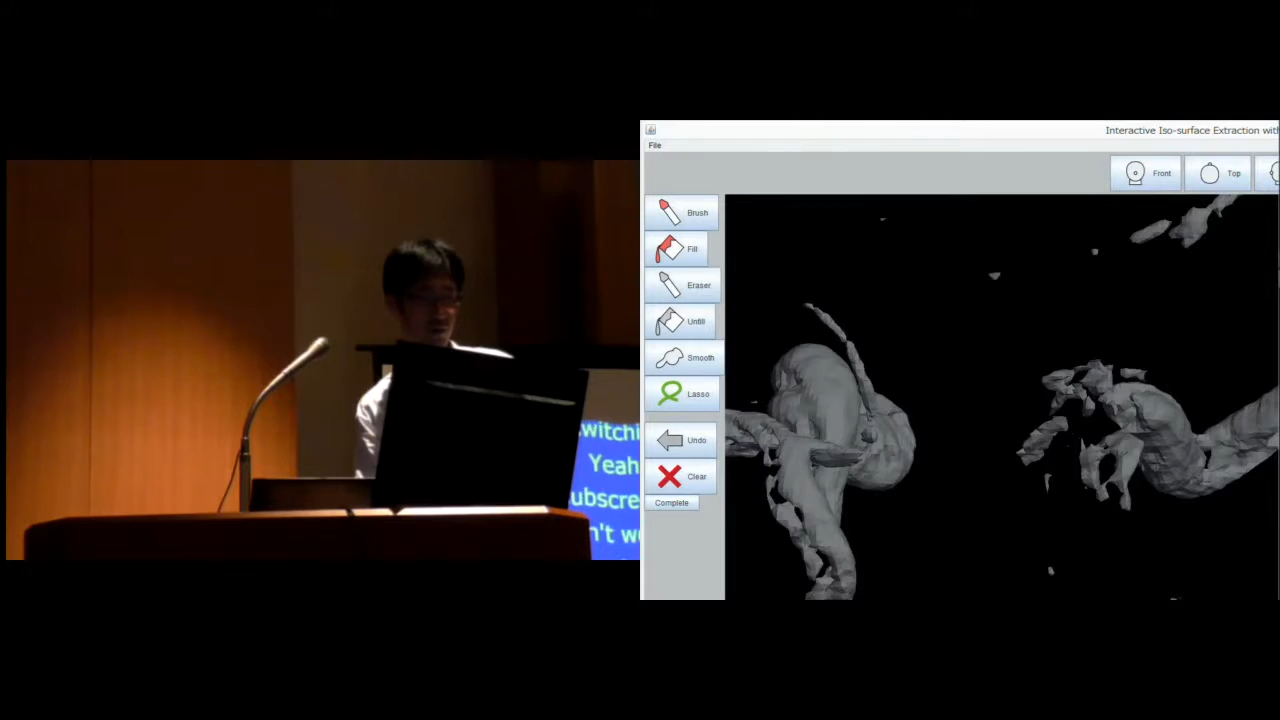 Interactive Iso-surface Extraction with
File
Front
Top
Brush
Fill
Eraser
Unfill
Smooth
Lasso
Undo
Clear
Complete
witchi
Yeah
ubscre
n't w